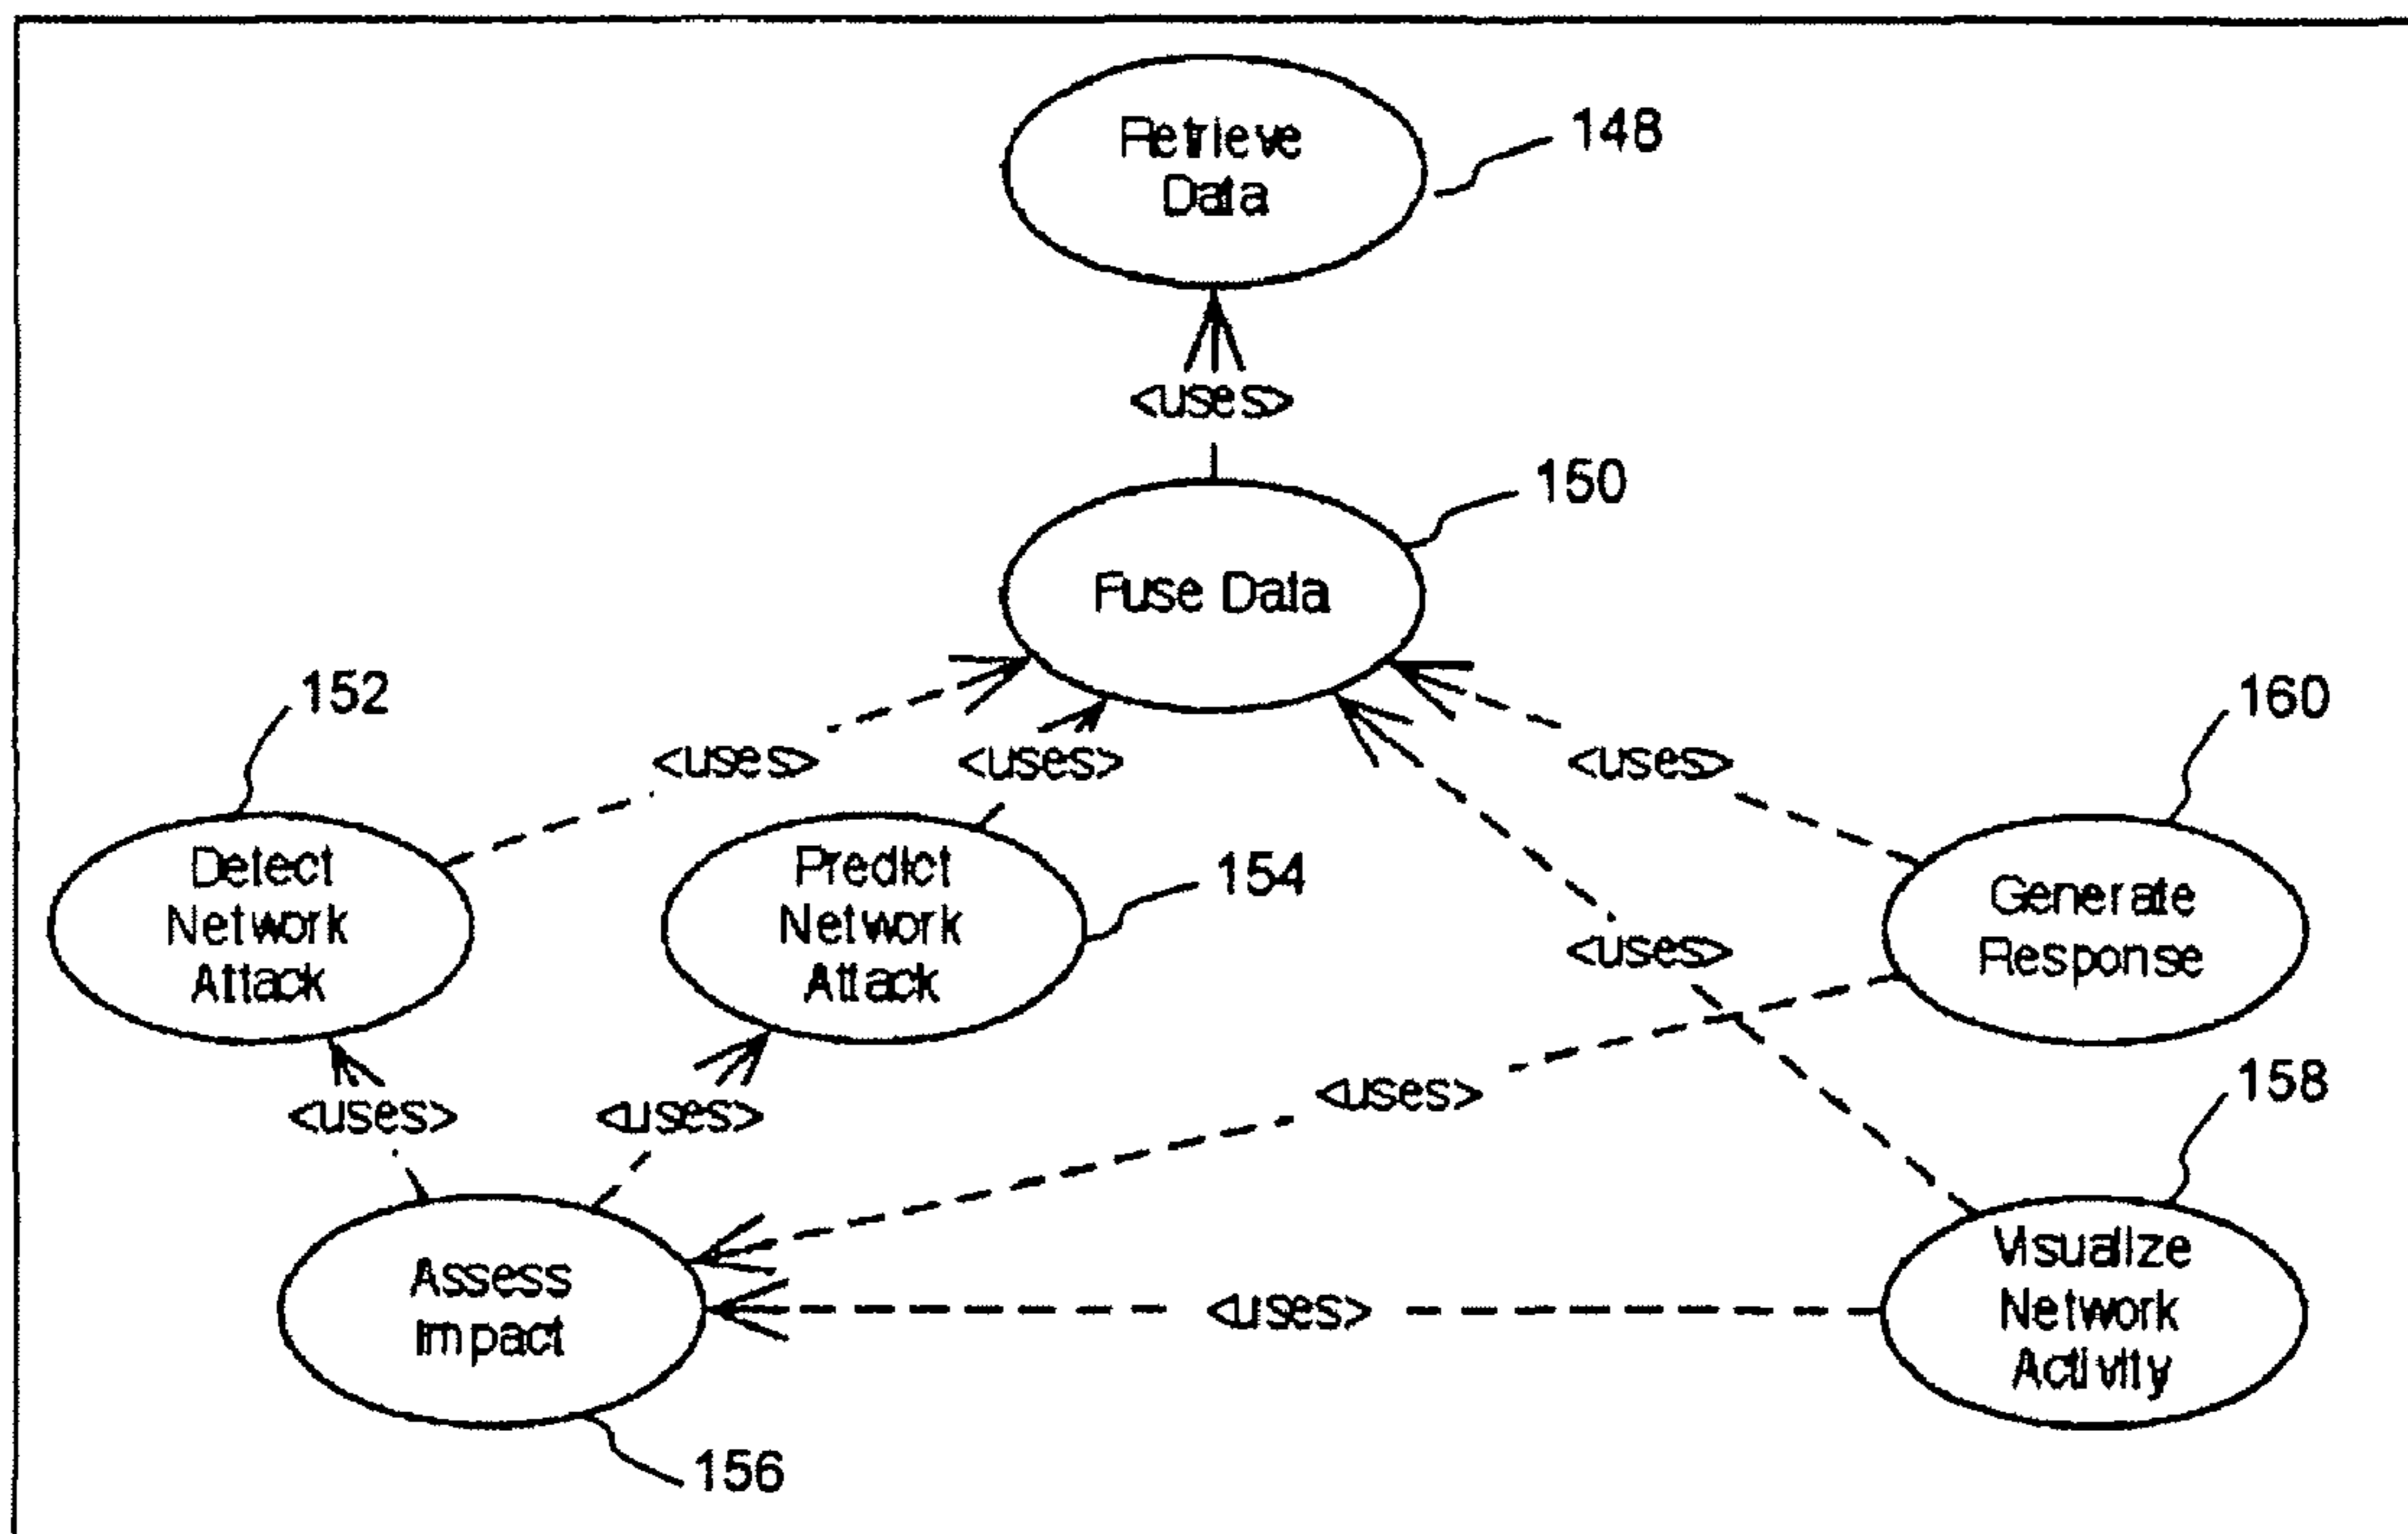 Retrieve
Data
148
<uses>
150
Fuse Data
152
160
<uses>
<uses>
<uses>
Detect
Network
Attack
Predict
Network
Attack
154
Generate
Response
<uses>
158
<uses>
<uses>
<uses>
Assess
Impact
<uses>
Visualize
Network
Activity
156